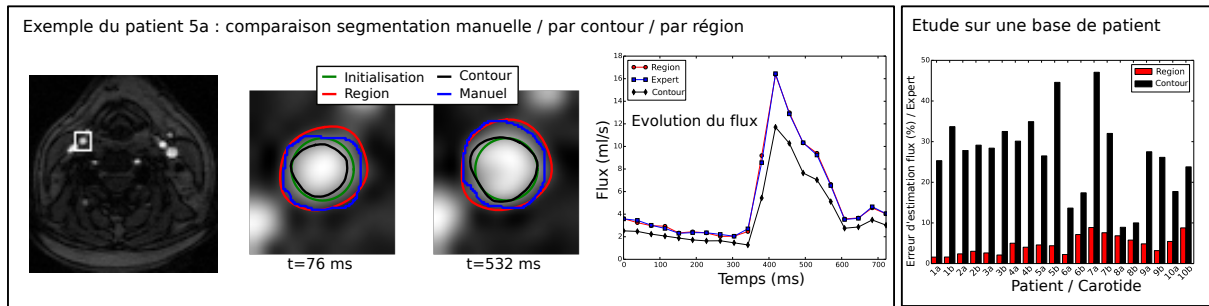 Exemple du patient 5a : comparaison segmentation manuelle / par contour / par région
Initialisation
Contour
Region
Manuel
t=76 ms
t=532 ms
Flux (ml/s)
18
16
14
12
10
8
6
4
2
0
Region
Expert
Contour
Evolution du flux
0 100 200 300 400 500 600 700
Temps (ms)
Etude sur une base de patient
Erreur d'estimation flux (%) / Expert
50
40
30
20
10
0
Region
Contour
1a 1b 2a 2b 3a 3b 4a 4b 5a 5b 6a 6b 7a 7b 8a 8b 9a 9b 10a 10b
Patient / Carotide